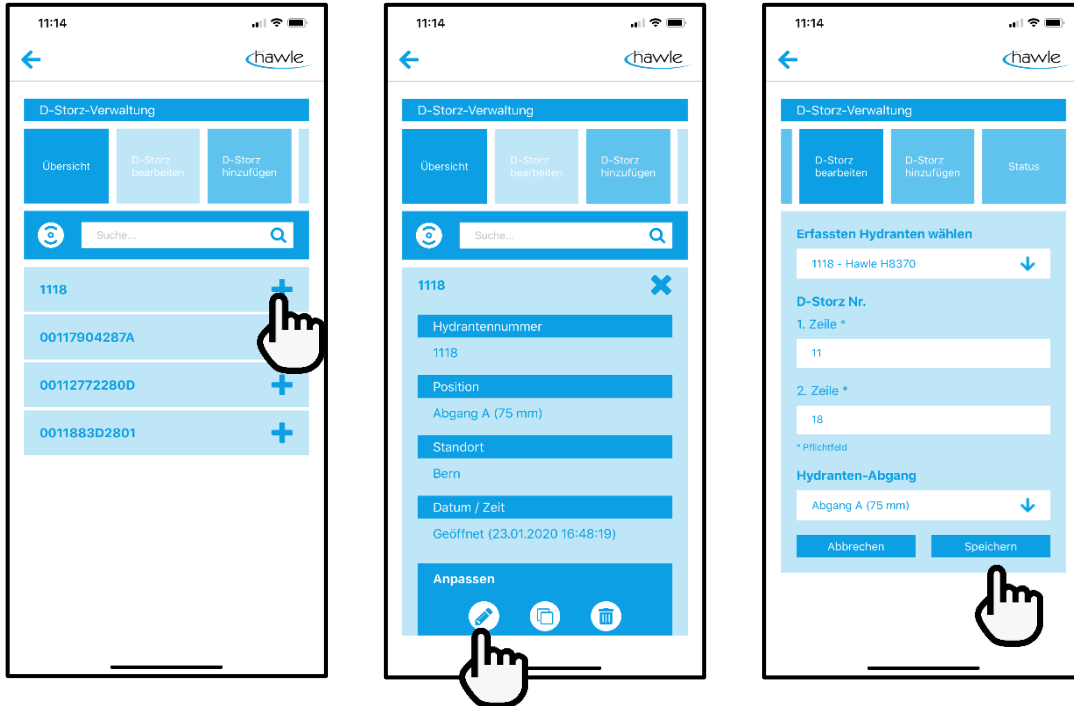 11:14
hawle
D-Storz-Verwaltung
Übersicht
D-Storz
bearbeiten
D-Storz
hinzufügen
Suche...
1118
00117904287A
00112772280D
0011883D2801
11:14
hawle
D-Storz-Verwaltung
Übersicht
D-Storz
bearbeiten
D-Storz
hinzufügen
Suche...
1118
Hydrantennummer
1118
Position
Abgang A (75 mm)
Standort
Bern
Datum / Zeit
Geöffnet (23.01.2020 16:48:19)
Anpassen
11:14
hawle
D-Storz-Verwaltung
D-Storz
bearbeiten
D-Storz
hinzufügen
Status
Erfassten Hydranten wählen
1118 - Hawle H8370
D-Storz Nr.
1. Zeile *
11
2. Zeile *
18
* Pflichtfeld
Hydranten-Abgang
Abgang A (75 mm)
Abbrechen
Speichern